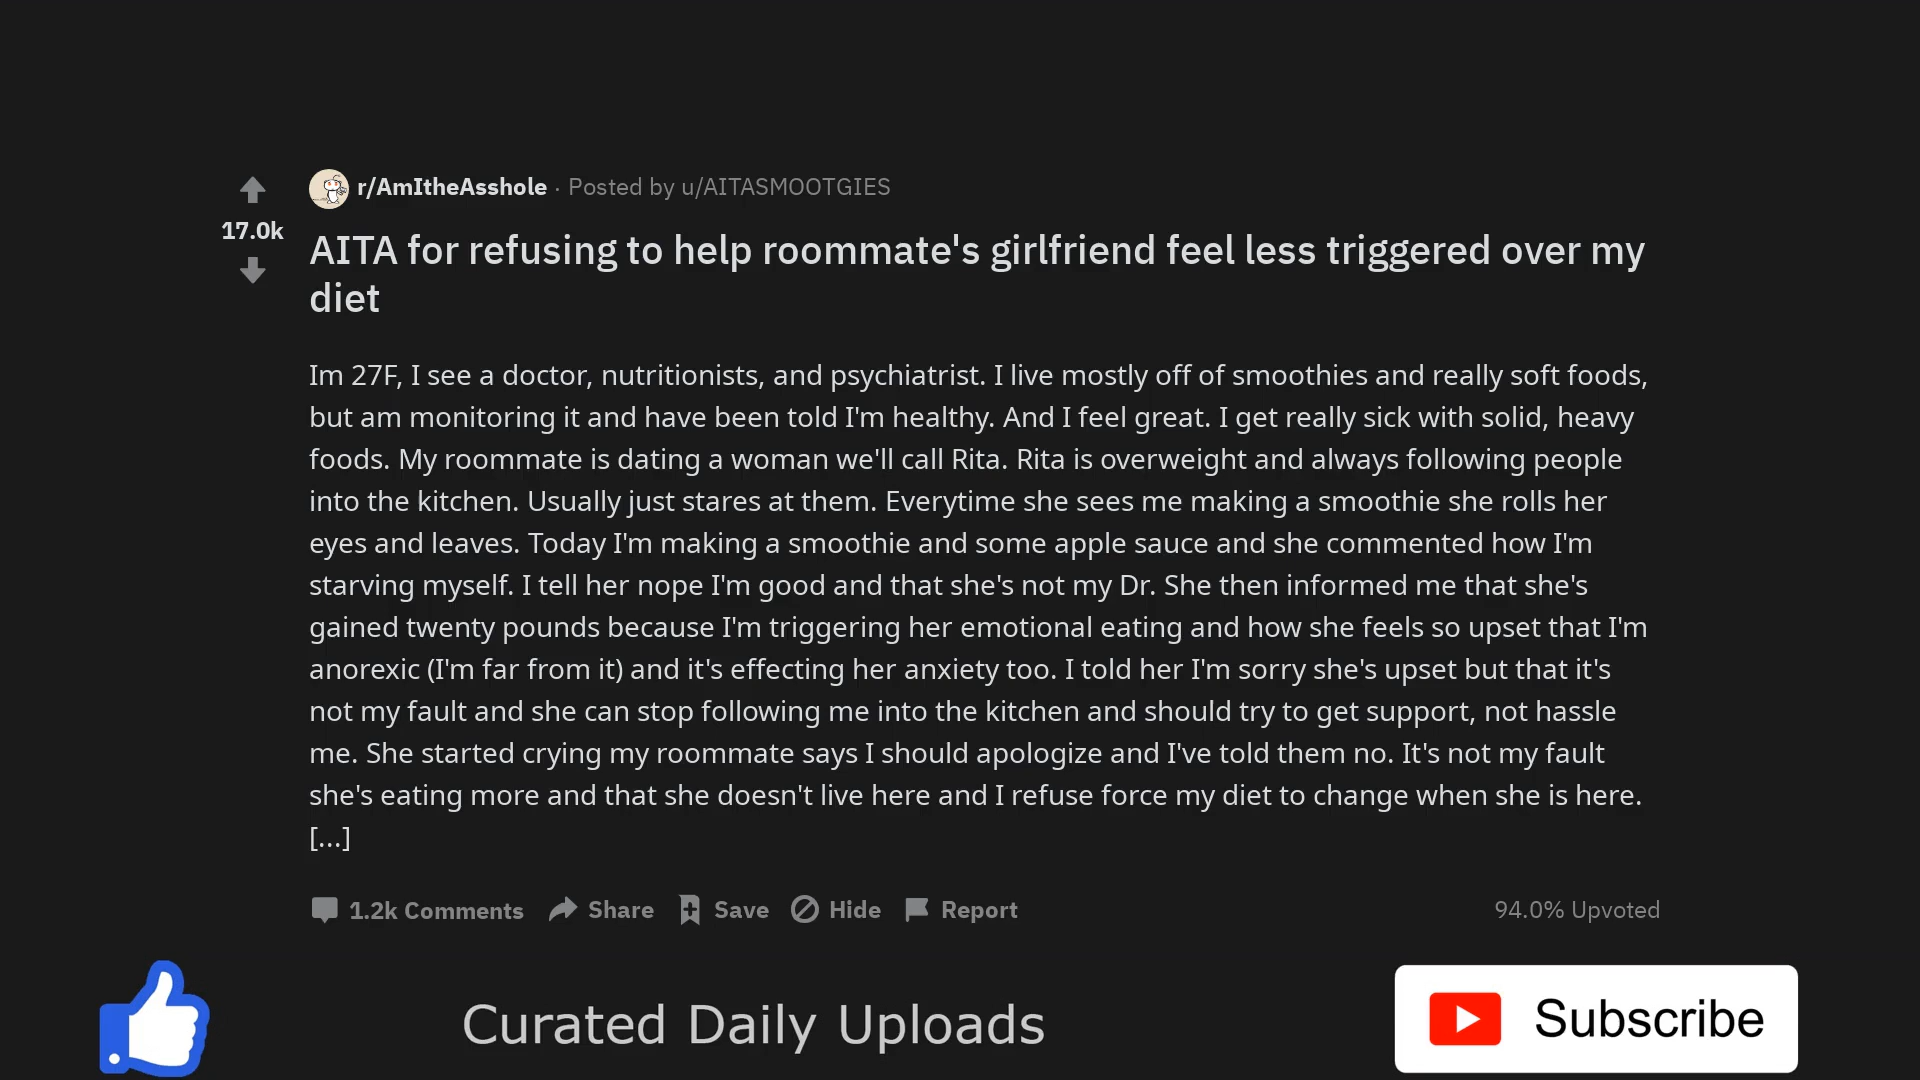 r/AmItheAsshole · Posted by u/AITASMOOTGIES
17.0k
AITA for refusing to help roommate's girlfriend feel less triggered over my
diet
Im 27F, I see a doctor, nutritionists, and psychiatrist. I live mostly off of smoothies and really soft foods,
but am monitoring it and have been told I'm healthy. And I feel great. I get really sick with solid, heavy
foods. My roommate is dating a woman we'll call Rita. Rita is overweight and always following people
into the kitchen. Usually just stares at them. Everytime she sees me making a smoothie she rolls her
eyes and leaves. Today I'm making a smoothie and some apple sauce and she commented how I'm
starving myself. I tell her nope I'm good and that she's not my Dr. She then informed me that she's
gained twenty pounds because I'm triggering her emotional eating and how she feels so upset that I'm
anorexic (I'm far from it) and it's effecting her anxiety too. I told her I'm sorry she's upset but that it's
not my fault and she can stop following me into the kitchen and should try to get support, not hassle
me. She started crying my roommate says I should apologize and I've told them no. It's not my fault
she's eating more and that she doesn't live here and I refuse force my diet to change when she is here.
[...]
1.2k Comments Share Save Hide Report 94.0% Upvoted
Curated Daily Uploads
Subscribe